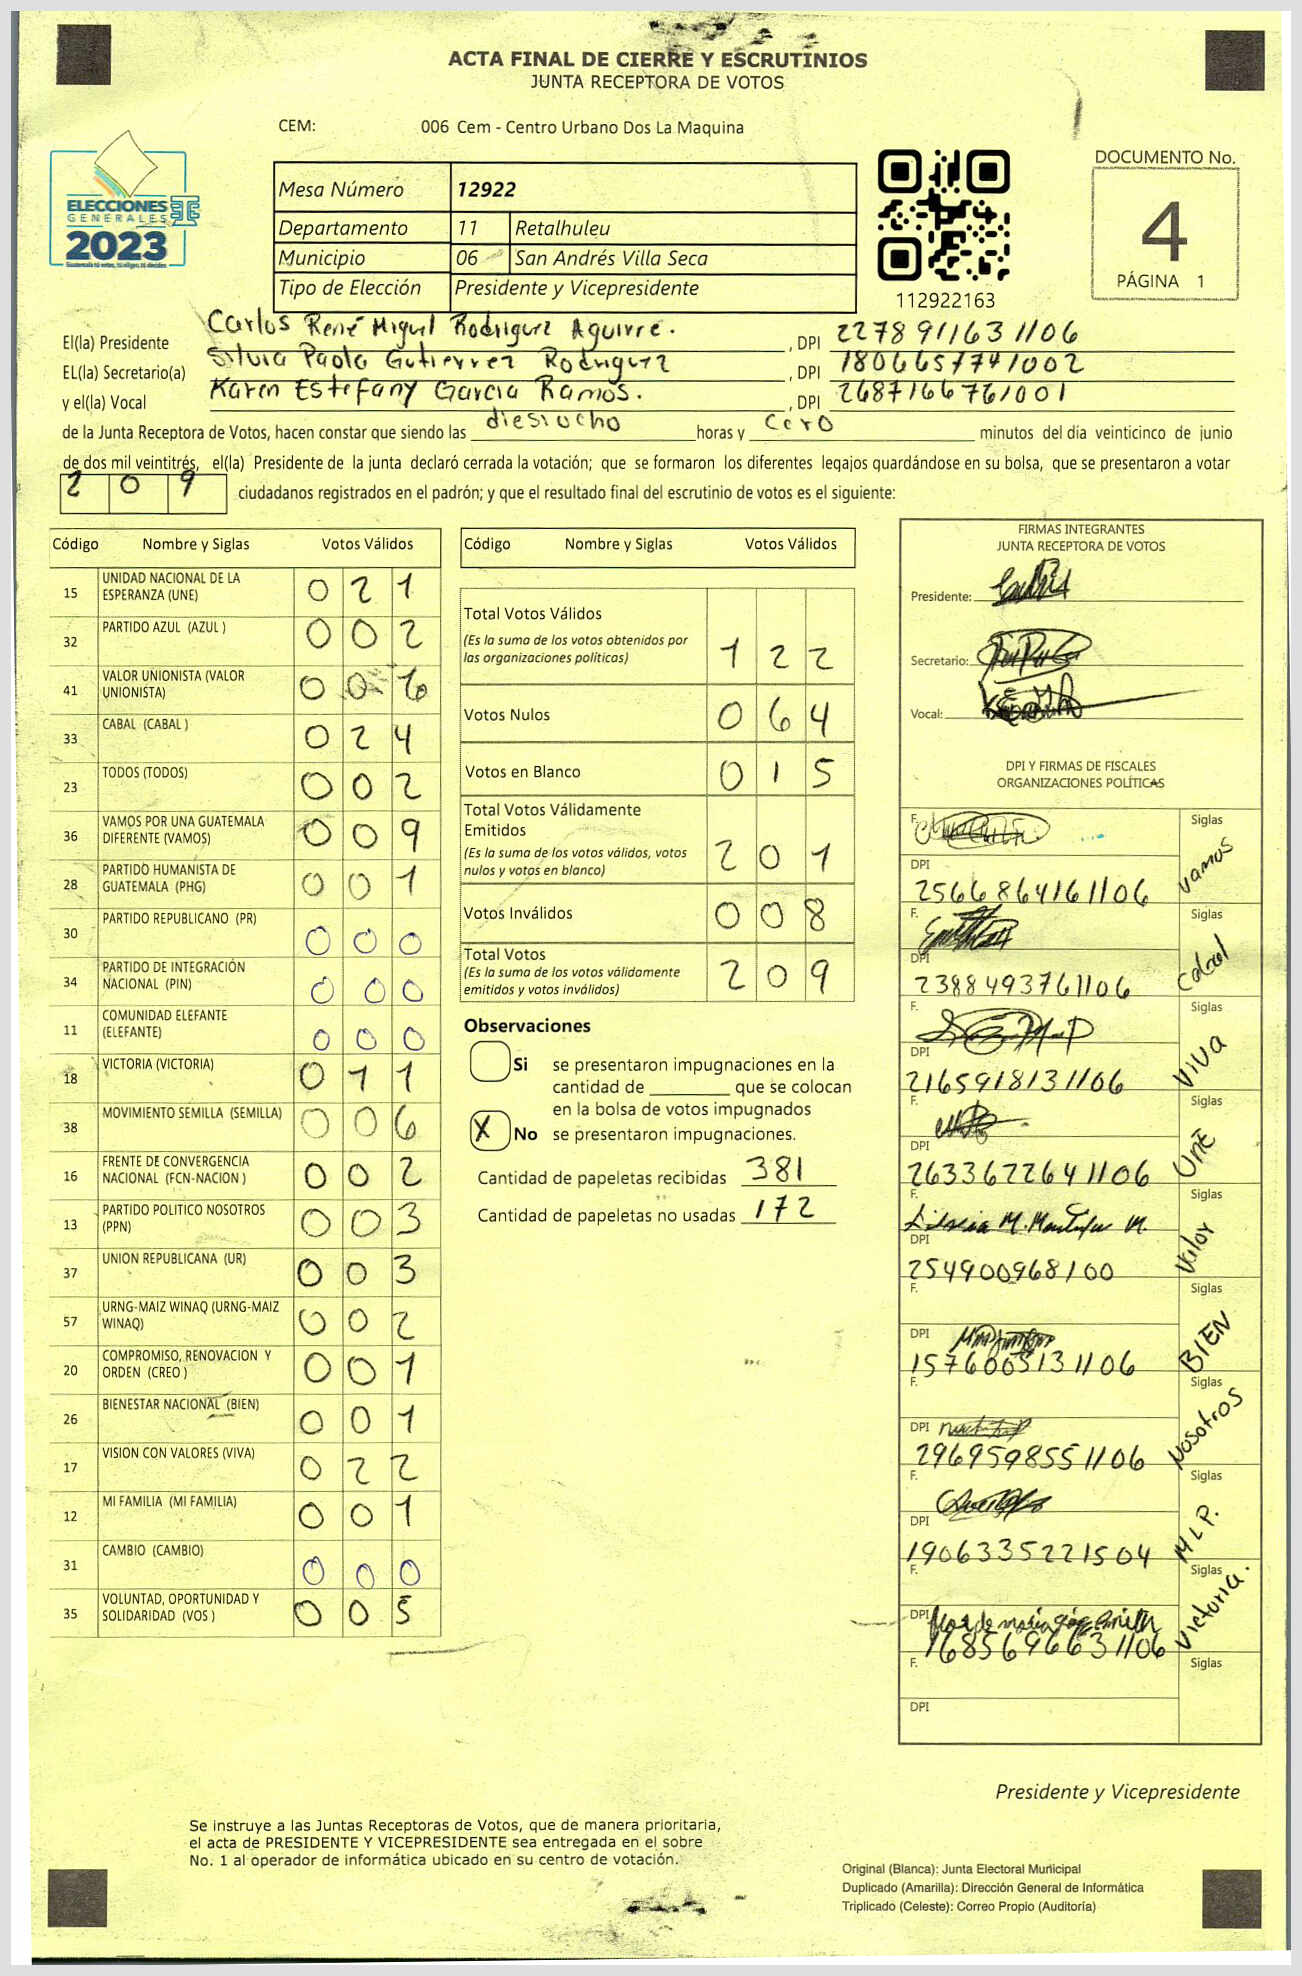 ACTA FINAL DE CIERRE Y ESCRUTINIOS
JUNTA RECEPTORA DE VOTOS
CEM: 006 Cem - Centro Urbano Dos La Maquina
ELECCIONES
GENERALES
2023
Mesa Número 12922
Departamento 11 Retalhuleu
Municipio 06 San Andrés Villa Seca
Tipo de Elección Presidente y Vicepresidente
112922163
DOCUMENTO No.
4
PÁGINA 1
El(la) Presidente Carlos René Miguel Rodriguez Aguirre. , DPI 2278911631106
EL(la) Secretario(a) Silvia Paola Gutierrez Rodriguez , DPI 1806657741002
y el(la) Vocal Karen Estefany Garcia Ramos. , DPI 2687166761001
de la Junta Receptora de Votos, hacen constar que siendo las diesiocho horas y cero minutos del día veinticinco de junio
de dos mil veintitrés, el(la) Presidente de la junta declaró cerrada la votación; que se formaron los diferentes legajos quardándose en su bolsa, que se presentaron a votar
209 ciudadanos registrados en el padrón; y que el resultado final del escrutinio de votos es el siguiente:
Código Nombre y Siglas Votos Válidos
15 UNIDAD NACIONAL DE LA ESPERANZA (UNE) 0 2 1
32 PARTIDO AZUL (AZUL ) 0 0 2
41 VALOR UNIONISTA (VALOR UNIONISTA) 0 0 6
33 CABAL (CABAL ) 0 2 4
23 TODOS (TODOS) 0 0 2
36 VAMOS POR UNA GUATEMALA DIFERENTE (VAMOS) 0 0 9
28 PARTIDO HUMANISTA DE GUATEMALA (PHG) 0 0 1
30 PARTIDO REPUBLICANO (PR) 0 0 0
34 PARTIDO DE INTEGRACIÓN NACIONAL (PIN) 0 0 0
11 COMUNIDAD ELEFANTE (ELEFANTE) 0 0 0
18 VICTORIA (VICTORIA) 0 1 1
38 MOVIMIENTO SEMILLA (SEMILLA) 0 0 6
16 FRENTE DE CONVERGENCIA NACIONAL (FCN-NACION ) 0 0 2
13 PARTIDO POLITICO NOSOTROS (PPN) 0 0 3
37 UNION REPUBLICANA (UR) 0 0 3
57 URNG-MAIZ WINAQ (URNG-MAIZ WINAQ) 0 0 2
20 COMPROMISO, RENOVACION Y ORDEN (CREO ) 0 0 1
26 BIENESTAR NACIONAL (BIEN) 0 0 1
17 VISION CON VALORES (VIVA) 0 2 2
12 MI FAMILIA (MI FAMILIA) 0 0 1
31 CAMBIO (CAMBIO) 0 0 0
35 VOLUNTAD, OPORTUNIDAD Y SOLIDARIDAD (VOS ) 0 0 5
Código Nombre y Siglas Votos Válidos
Total Votos Válidos 1 2 2
(Es la suma de los votos obtenidos por
las organizaciones politicas)
Votos Nulos 0 6 4
Votos en Blanco 0 1 5
Total Votos Válidamente
Emitidos 2 0 1
(Es la suma de los votos válidos, votos
nulos y votos en blanco)
Votos Inválidos 0 0 8
Total Votos 2 0 9
(Es la suma de los votos válidamente
emitidos y votos inválidos)
Observaciones
Si se presentaron impugnaciones en la
cantidad de ________ que se colocan
en la bolsa de votos impugnados
X No se presentaron impugnaciones.
Cantidad de papeletas recibidas 381
Cantidad de papeletas no usadas 172
FIRMAS INTEGRANTES
JUNTA RECEPTORA DE VOTOS
Presidente:
Secretario:
Vocal:
DPI Y FIRMAS DE FISCALES
ORGANIZACIONES POLÍTICAS
F. Siglas
DPI 2566864161106 Vamos
F. Siglas
DPI 2388493761106 Cabal
F. Siglas
DPI 2165918131106 VIVA
F. Siglas
DPI 2633622641106 UNE
F. Siglas
DPI 254900968100 Valor
F. Siglas
DPI 1576005131106 BIEN
F. Siglas
DPI 2969598551106 Nosotros
F. Siglas
DPI 1906335221504 MLP.
F. Siglas
DPI 1685696631106 Victoria.
F. Siglas
DPI
Presidente y Vicepresidente
Se instruye a las Juntas Receptoras de Votos, que de manera prioritaria,
el acta de PRESIDENTE Y VICEPRESIDENTE sea entregada en el sobre
No. 1 al operador de informática ubicado en su centro de votación.
Original (Blanca): Junta Electoral Municipal
Duplicado (Amarilla): Dirección General de Informática
Triplicado (Celeste): Correo Propio (Auditoría)